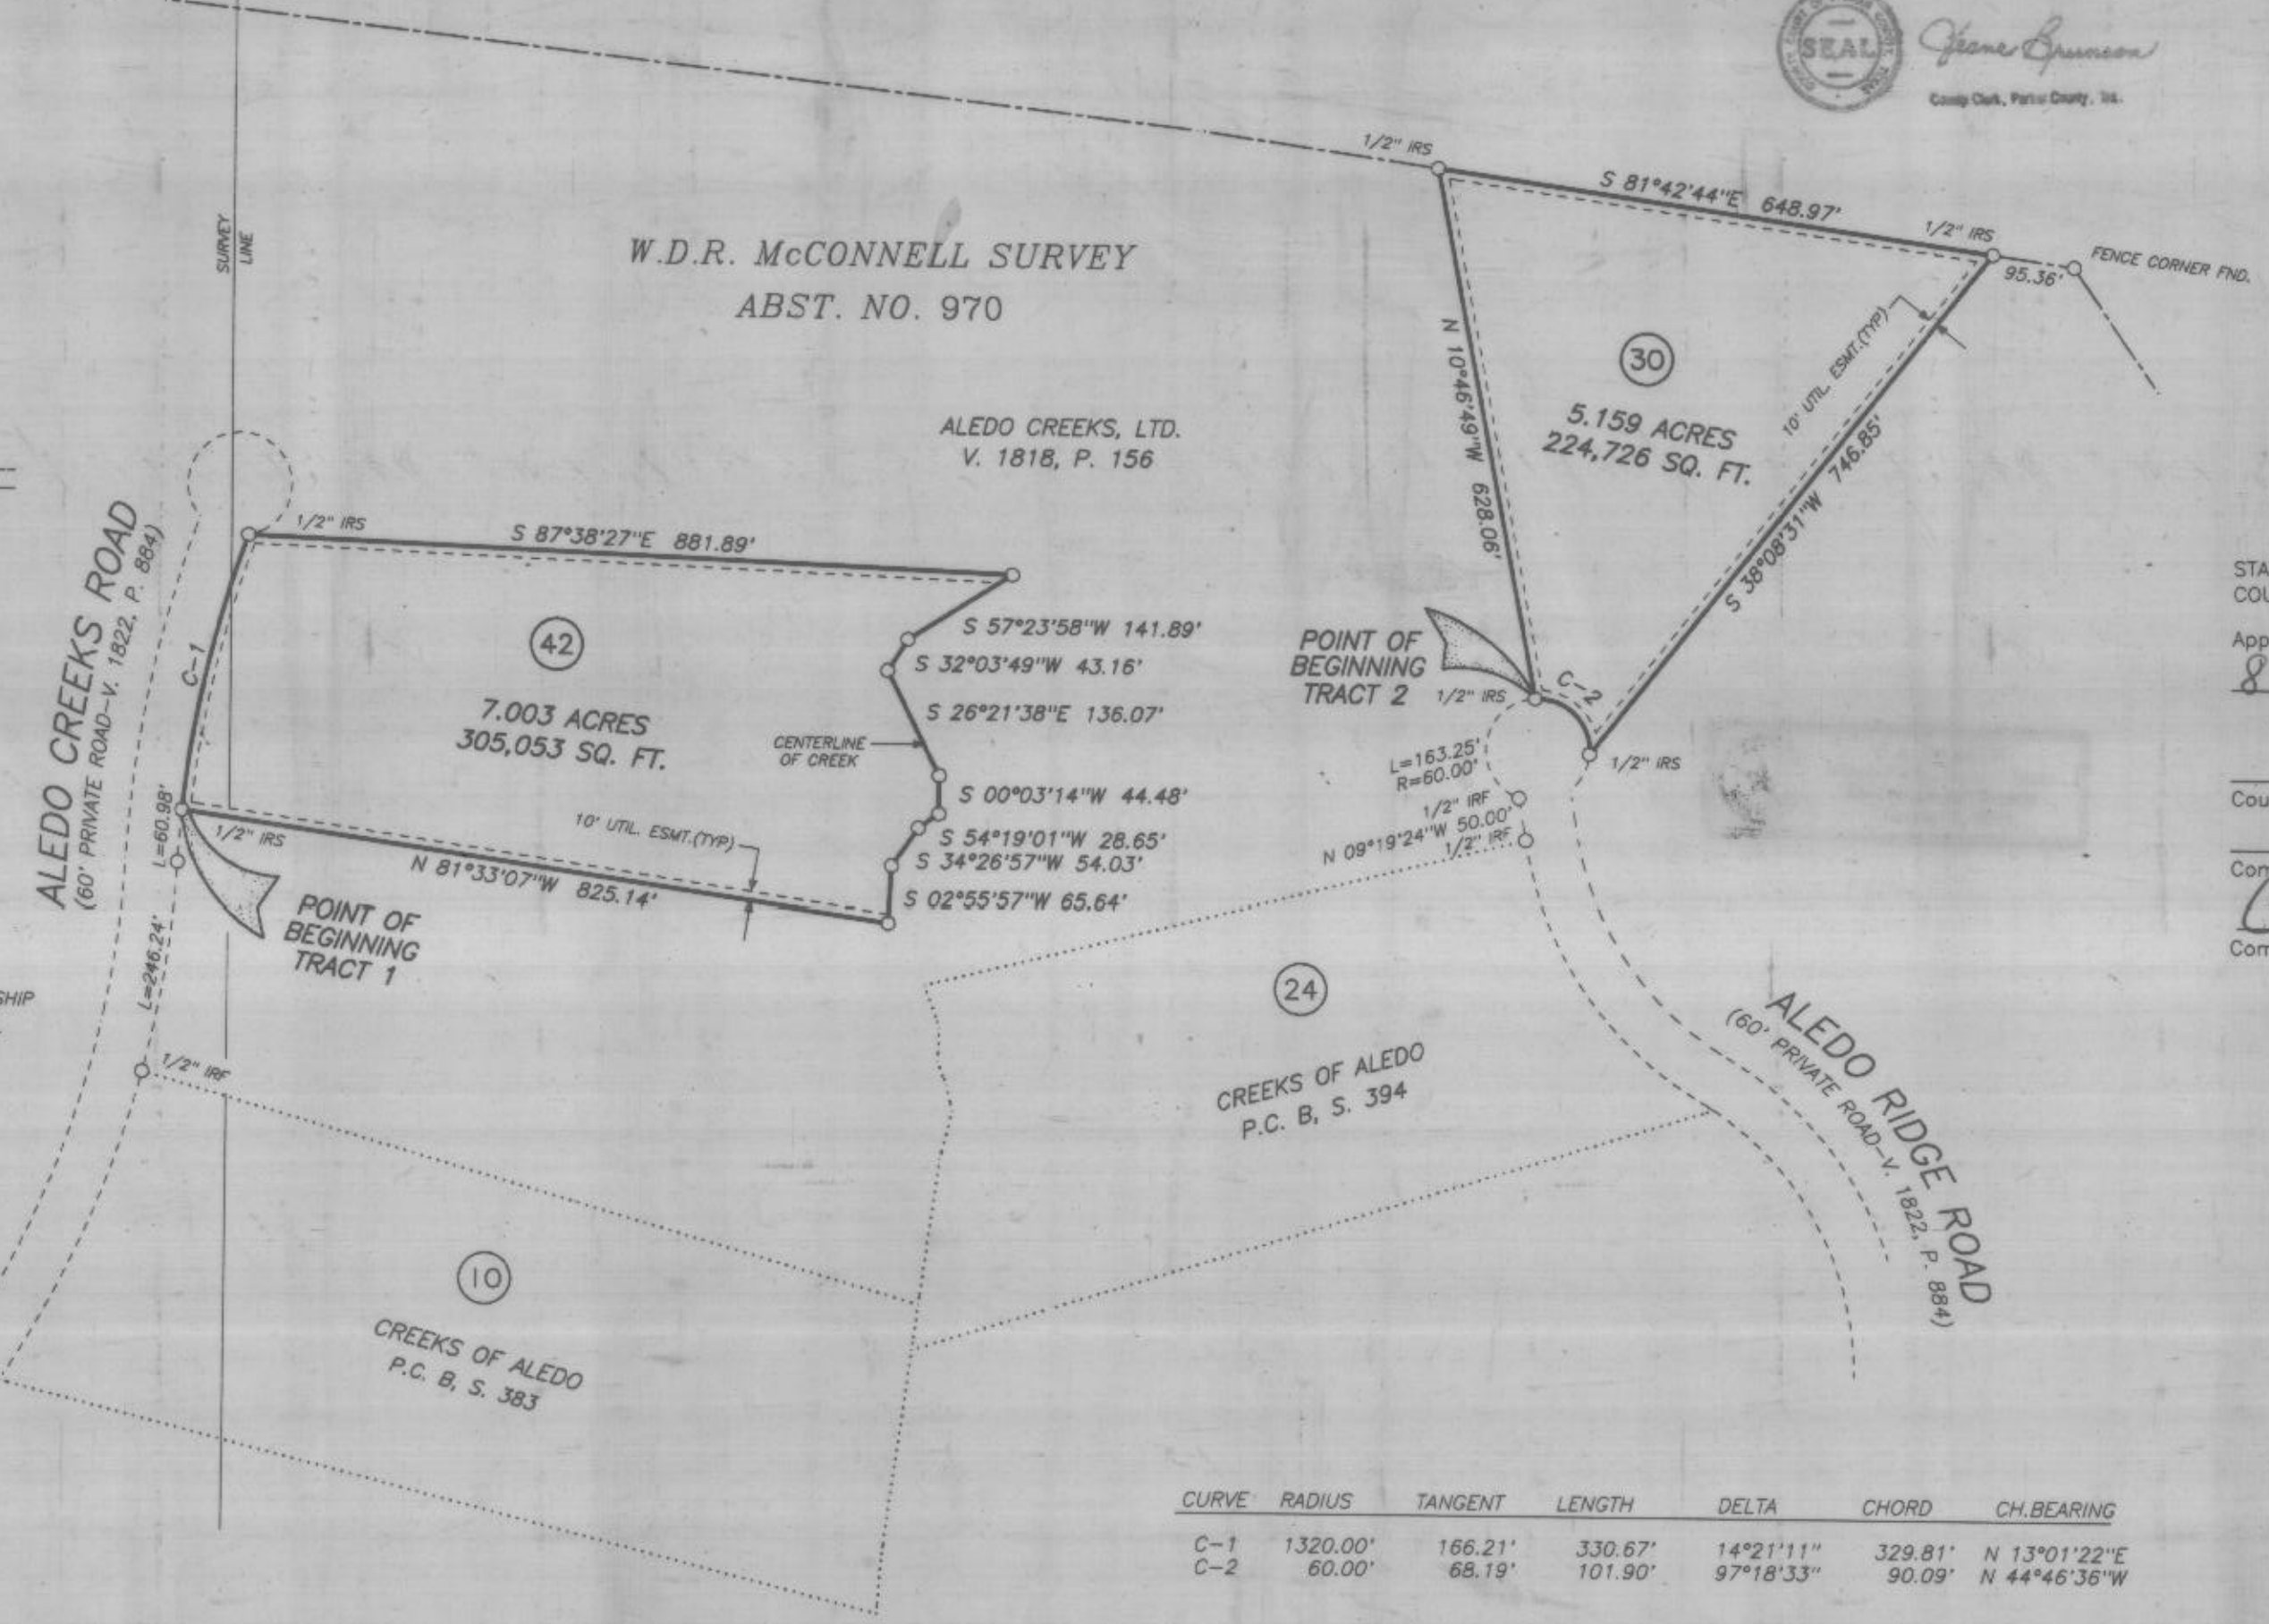 SEAL
Jeane Brunson
County Clerk, Parker County, Tex.
1/2" IRS
S 81°42'44"E 648.97'
1/2" IRS
95.36'
FENCE CORNER FND.
SURVEY
LINE
W.D.R. McCONNELL SURVEY
ABST. NO. 970
ALEDO CREEKS, LTD.
V. 1818, P. 156
N 10°46'49"W 628.06'
30
5.159 ACRES
224,726 SQ. FT.
10' UTIL. ESMT.(TYP)
S 38°08'31"W 746.85'
ALEDO CREEKS ROAD
(60' PRIVATE ROAD-V. 1822, P. 884)
1/2" IRS
S 87°38'27"E 881.89'
C-1
42
7.003 ACRES
305,053 SQ. FT.
CENTERLINE
OF CREEK
S 57°23'58"W 141.89'
S 32°03'49"W 43.16'
S 26°21'38"E 136.07'
S 00°03'14"W 44.48'
S 54°19'01"W 28.65'
S 34°26'57"W 54.03'
S 02°55'57"W 65.64'
10' UTIL. ESMT.(TYP)
1/2" IRS
N 81°33'07"W 825.14'
L=60.98'
L=246.24'
POINT OF
BEGINNING
TRACT 1
1/2" IRF
POINT OF
BEGINNING
TRACT 2
1/2" IRS
C-2
1/2" IRS
L=163.25'
R=60.00'
1/2" IRF
N 09°19'24"W 50.00'
1/2" IRF
STA
COU
App
8
Cou
Com
Com
SHIP
24
CREEKS OF ALEDO
P.C. B, S. 394
ALEDO RIDGE ROAD
(60' PRIVATE ROAD-V. 1822, P. 884)
10
CREEKS OF ALEDO
P.C. B, S. 383
CURVE RADIUS TANGENT LENGTH DELTA CHORD CH.BEARING
C-1 1320.00' 166.21' 330.67' 14°21'11" 329.81' N 13°01'22"E
C-2 60.00' 68.19' 101.90' 97°18'33" 90.09' N 44°46'36"W